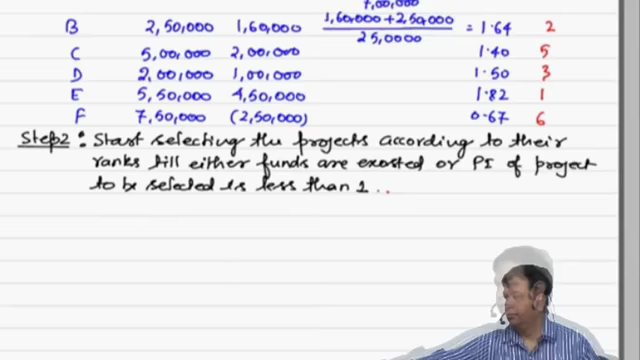 7,00,000
B 2,50,000 1,60,000 1,60,000 + 2,50,000 / 25,0000 = 1.64 2
C 5,00,000 2,00,000 1.40 5
D 2,00,000 1,00,000 1.50 3
E 5,50,000 4,50,000 1.82 1
F 7,50,000 (2,50,000) 0.67 6
Step2: Start selecting the projects according to their
ranks till either funds are exosted or PI of project
to be selected is less than 1 ..